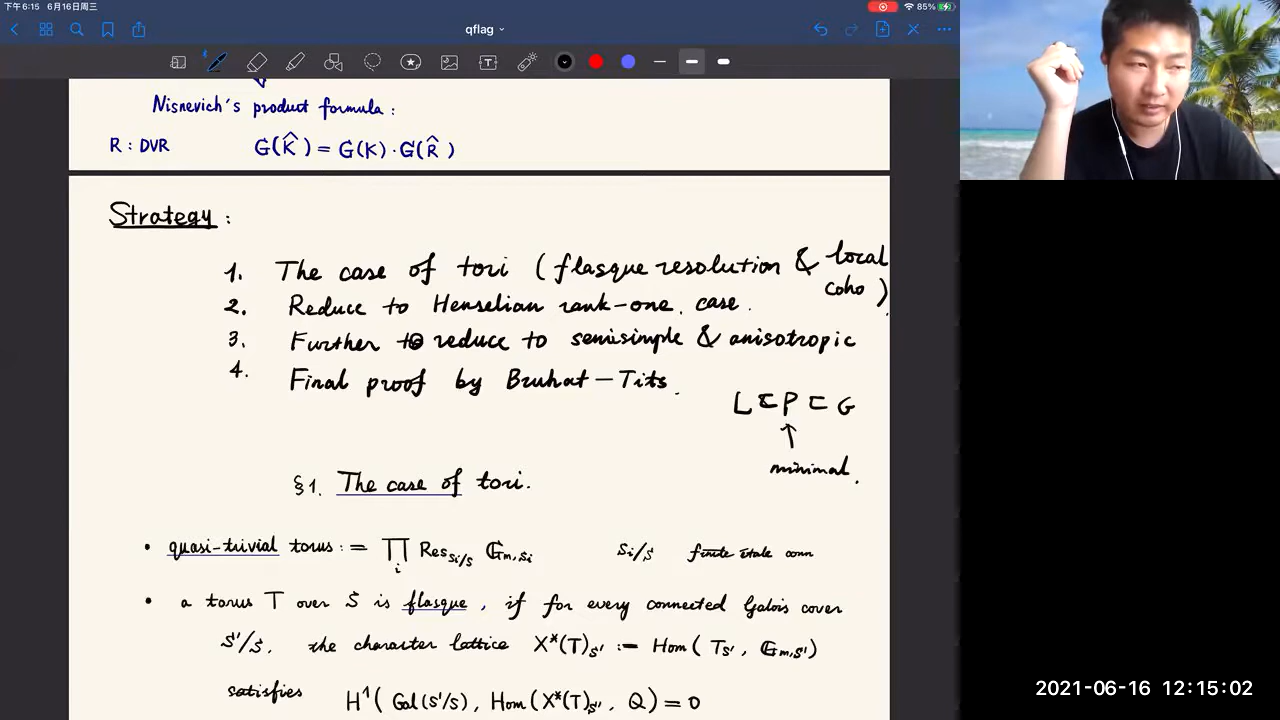 下午6:15 6月16日周三
85%
qflag
Nisnevich's product formula:
R : DVR G(K̂) = G(K)·G(R̂)
Strategy:
1. The case of tori (flasque resolution & local coho)
2. Reduce to Henselian rank-one case.
3. Further to reduce to semisimple & anisotropic
4. Final proof by Bruhat-Tits.
L ⊂ P ⊂ G
↑
minimal.
§1. The case of tori.
• quasi-trivial torus := ∏_i Res_{Si/S} 𝔾_{m,Si} Si/S finite étale conn
• a torus T over S is flasque, if for every connected Galois cover
S'/S. the character lattice X*(T)_{S'} := Hom(T_{S'}, 𝔾_{m,S'})
satisfies H¹(Gal(S'/S), Hom(X*(T)_{S'}, Q) = 0
2021-06-16 12:15:02